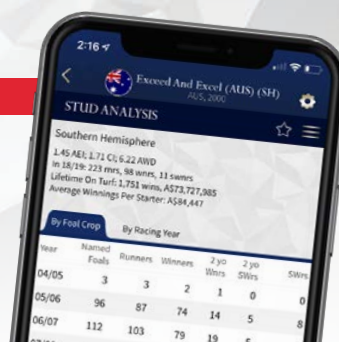 2:16
Exceed And Excel (AUS) (SH)
AUS, 2000
STUD ANALYSIS
Southern Hemisphere
1.45 AEI; 1.71 CI; 6.22 AWD
In 18/19: 223 rnrs, 98 wnrs, 11 swnrs
Lifetime On Turf: 1,751 wins, A$73,727,985
Average Winnings Per Starter: A$84,447
By Foal Crop By Racing Year
Year Named Foals Runners Winners 2 yo Wnrs 2 yo SWrs SWrs
04/05 3 3 2 1 0 0
05/06 96 87 74 14 5 8
06/07 112 103 79 19